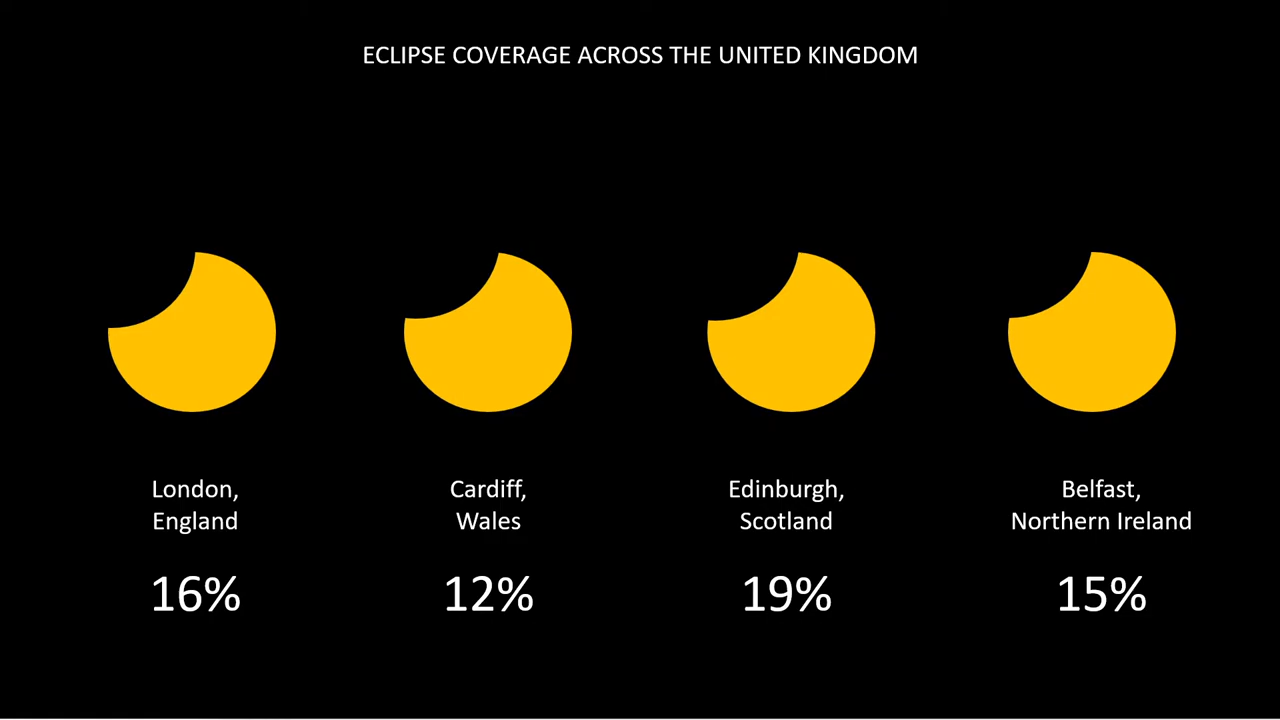 ECLIPSE COVERAGE ACROSS THE UNITED KINGDOM
London,
England
16%
Cardiff,
Wales
12%
Edinburgh,
Scotland
19%
Belfast,
Northern Ireland
15%